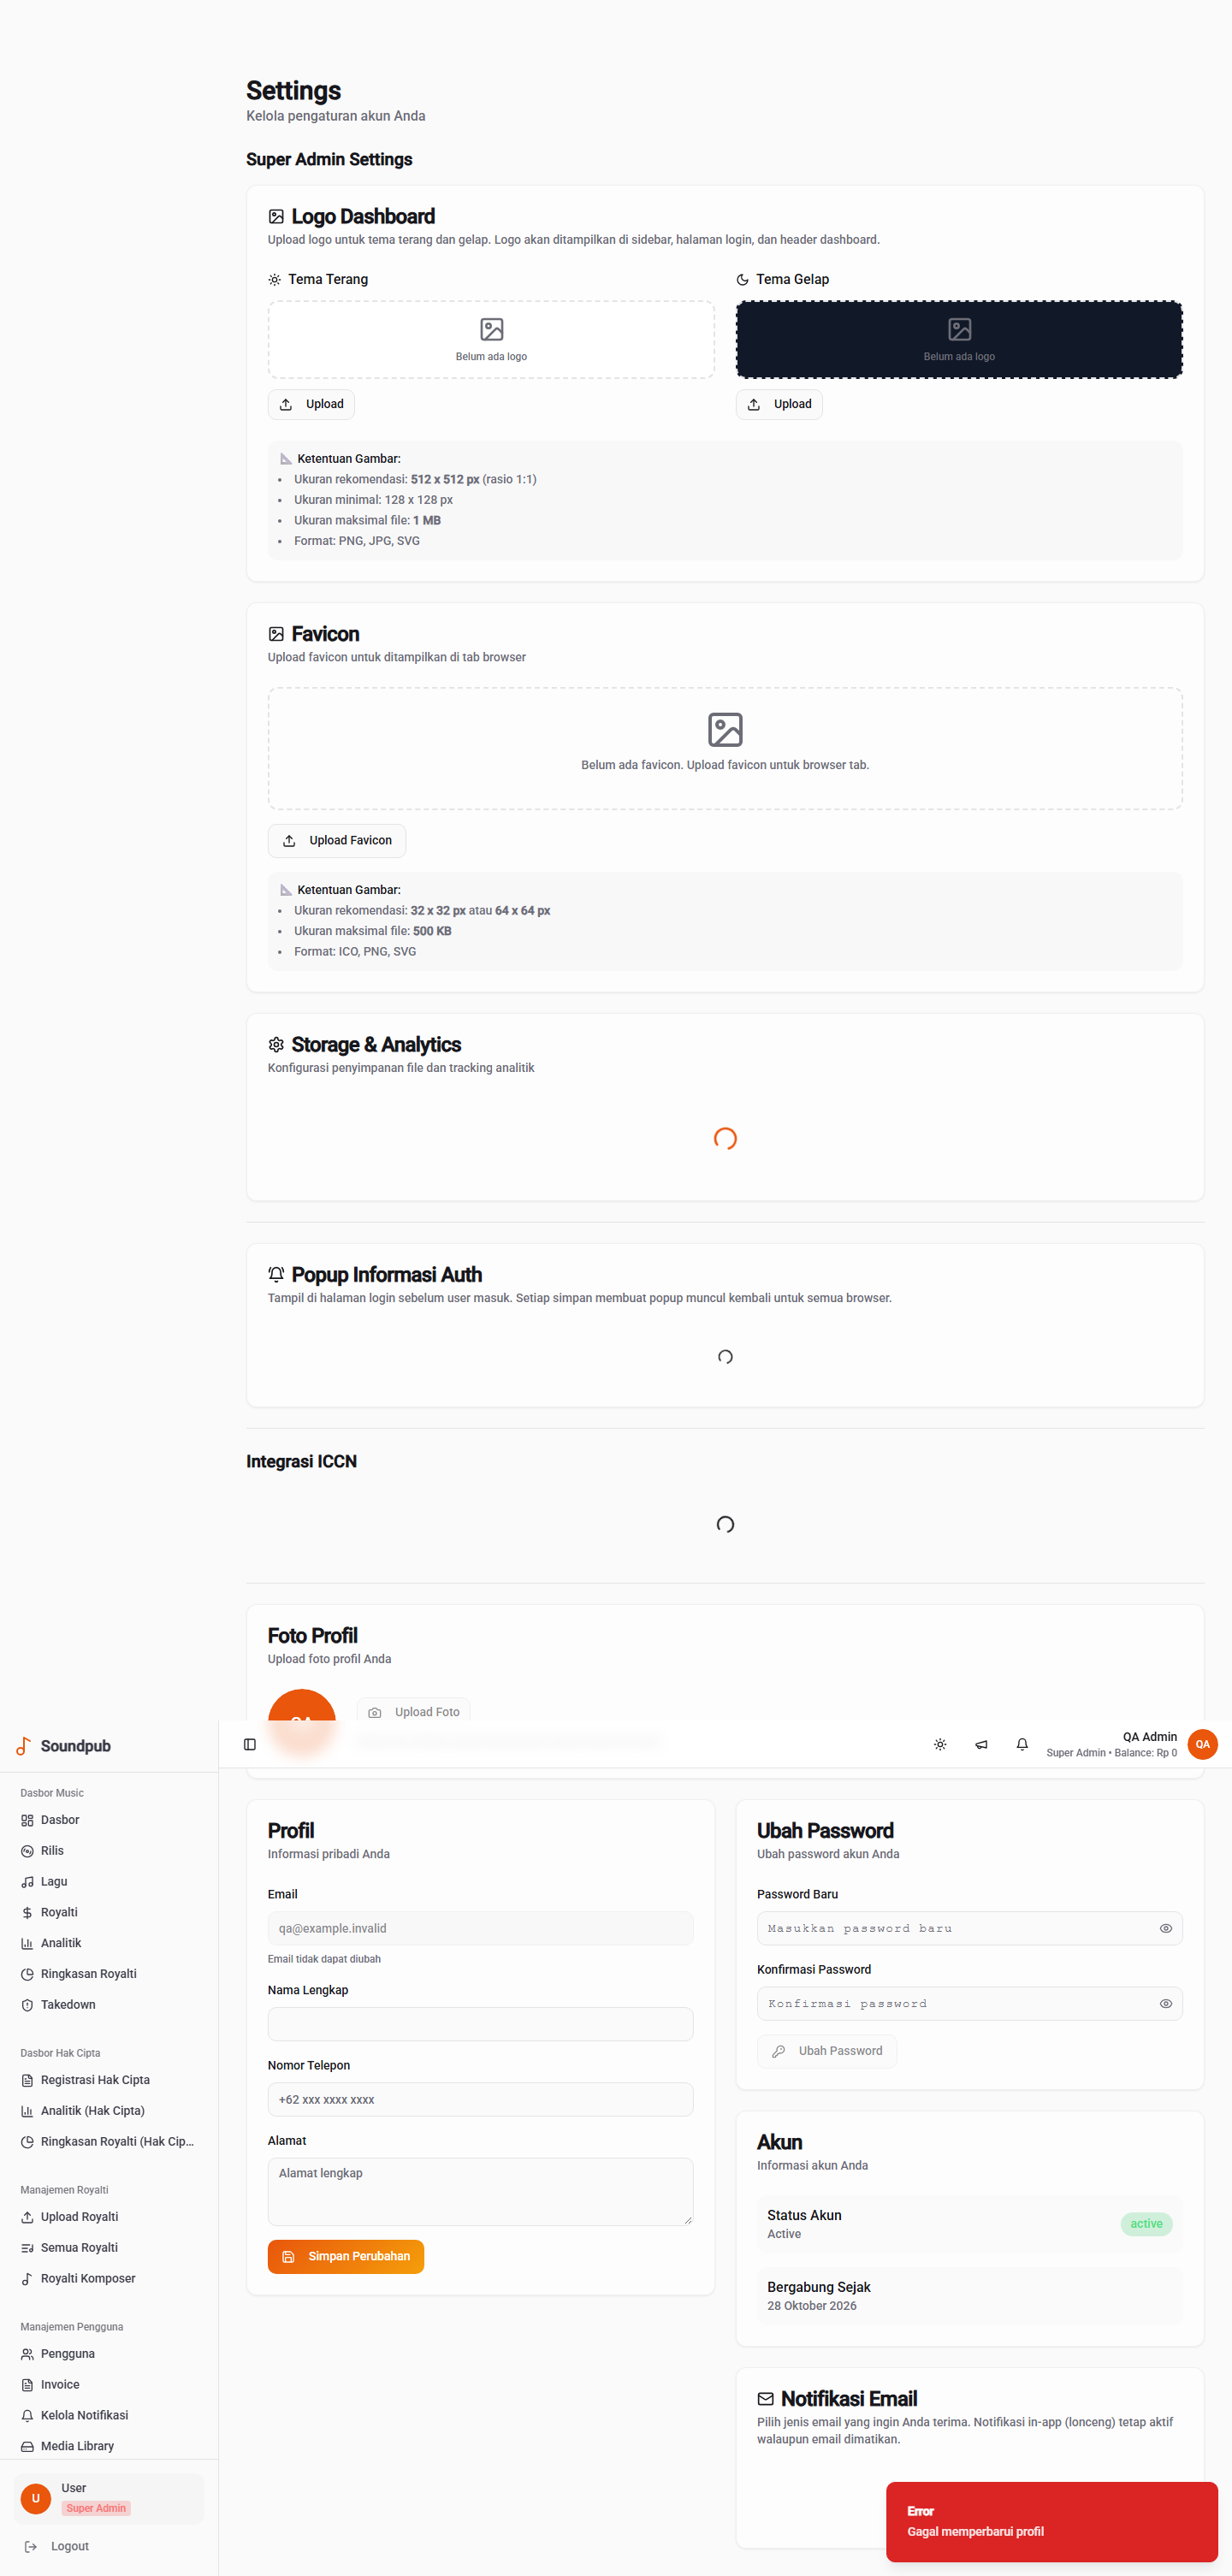 Settings
Kelola pengaturan akun Anda
Super Admin Settings
Logo Dashboard
Upload logo untuk tema terang dan gelap. Logo akan ditampilkan di sidebar, halaman login, dan header dashboard.
Tema Terang
Belum ada logo
Upload
Tema Gelap
Belum ada logo
Upload
Ketentuan Gambar:
• Ukuran rekomendasi: 512 x 512 px (rasio 1:1)
• Ukuran minimal: 128 x 128 px
• Ukuran maksimal file: 1 MB
• Format: PNG, JPG, SVG
Favicon
Upload favicon untuk ditampilkan di tab browser
Belum ada favicon. Upload favicon untuk browser tab.
Upload Favicon
Ketentuan Gambar:
• Ukuran rekomendasi: 32 x 32 px atau 64 x 64 px
• Ukuran maksimal file: 500 KB
• Format: ICO, PNG, SVG
Storage & Analytics
Konfigurasi penyimpanan file dan tracking analitik
Popup Informasi Auth
Tampil di halaman login sebelum user masuk. Setiap simpan membuat popup muncul kembali untuk semua browser.
Integrasi ICCN
Foto Profil
Upload foto profil Anda
Upload Foto
Soundpub
QA Admin
Super Admin • Balance: Rp 0
QA
Dasbor Music
Dasbor
Rilis
Lagu
Royalti
Analitik
Ringkasan Royalti
Takedown
Dasbor Hak Cipta
Registrasi Hak Cipta
Analitik (Hak Cipta)
Ringkasan Royalti (Hak Cip...
Manajemen Royalti
Upload Royalti
Semua Royalti
Royalti Komposer
Manajemen Pengguna
Pengguna
Invoice
Kelola Notifikasi
Media Library
U
User
Super Admin
Logout
Profil
Informasi pribadi Anda
Email
qa@example.invalid
Email tidak dapat diubah
Nama Lengkap
Nomor Telepon
+62 xxx xxxx xxxx
Alamat
Alamat lengkap
Simpan Perubahan
Ubah Password
Ubah password akun Anda
Password Baru
Masukkan password baru
Konfirmasi Password
Konfirmasi password
Ubah Password
Akun
Informasi akun Anda
Status Akun
Active
active
Bergabung Sejak
28 Oktober 2026
Notifikasi Email
Pilih jenis email yang ingin Anda terima. Notifikasi in-app (lonceng) tetap aktif
walaupun email dimatikan.
Error
Gagal memperbarui profil